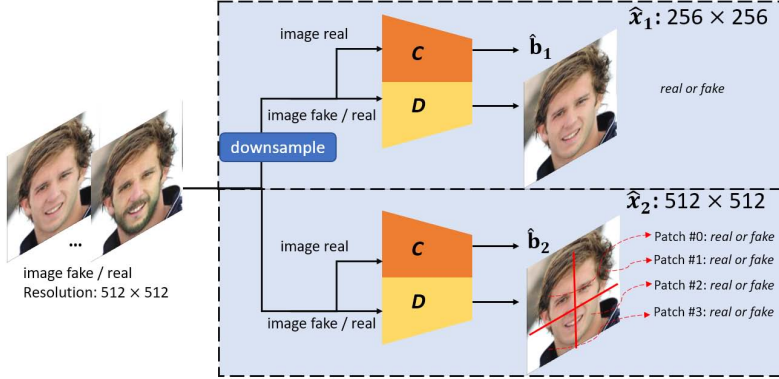 image real
C
b̂₁
x̂₁: 256 × 256
real or fake
image fake / real
D
downsample
...
image fake / real
Resolution: 512 × 512
image real
C
b̂₂
x̂₂: 512 × 512
Patch #0: real or fake
Patch #1: real or fake
Patch #2: real or fake
Patch #3: real or fake
image fake / real
D